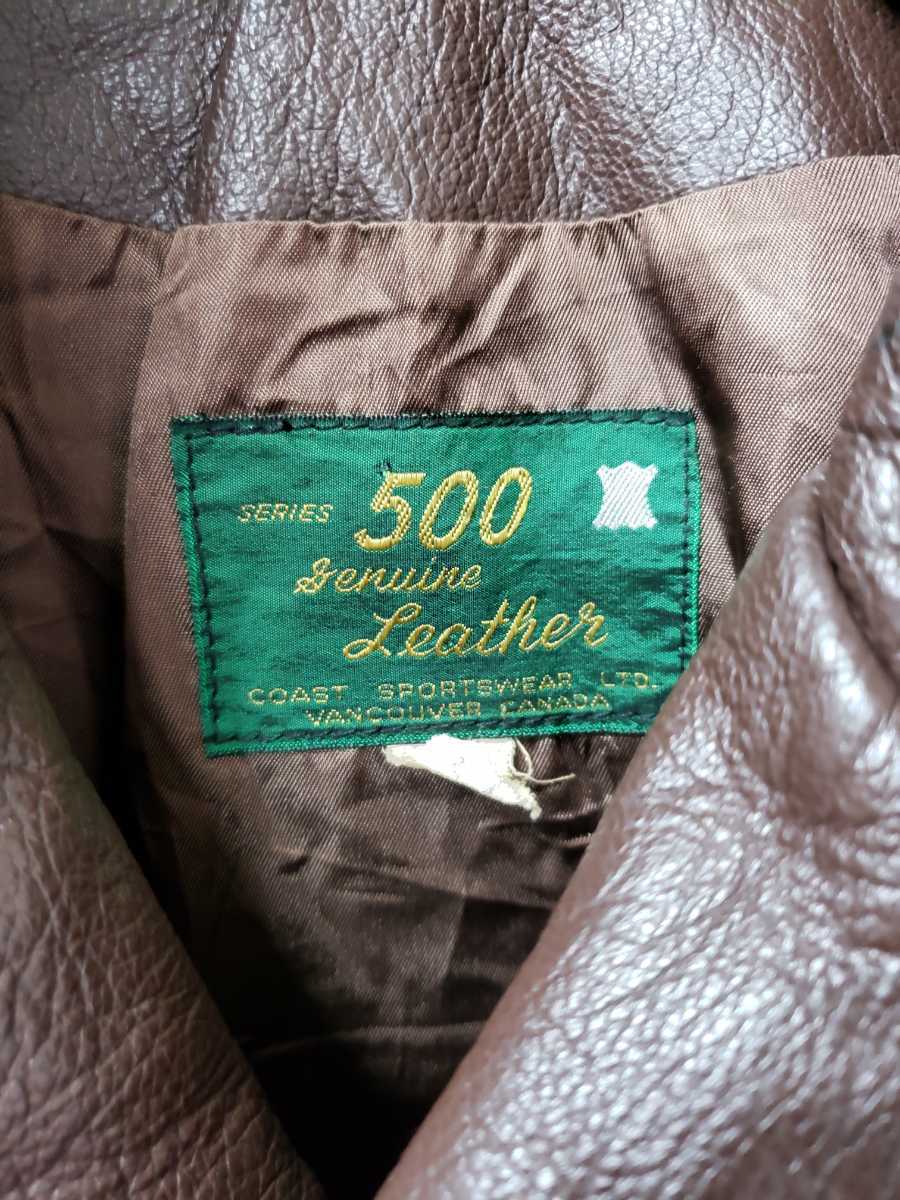 SERIES 500
Genuine
Leather
COAST SPORTSWEAR LTD.
VANCOUVER CANADA